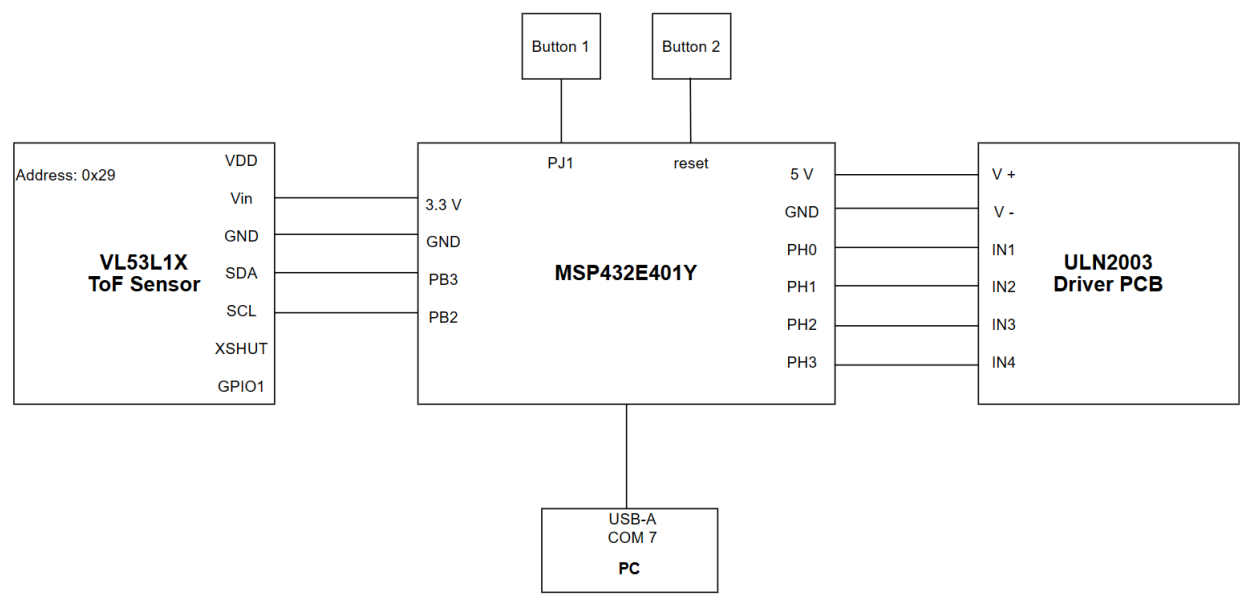 Button 1
Button 2
Address: 0x29
VDD
Vin
GND
SDA
SCL
XSHUT
GPIO1
VL53L1X
ToF Sensor
PJ1
reset
3.3 V
GND
PB3
PB2
MSP432E401Y
5 V
GND
PH0
PH1
PH2
PH3
V +
V -
IN1
IN2
IN3
IN4
ULN2003
Driver PCB
USB-A
COM 7
PC